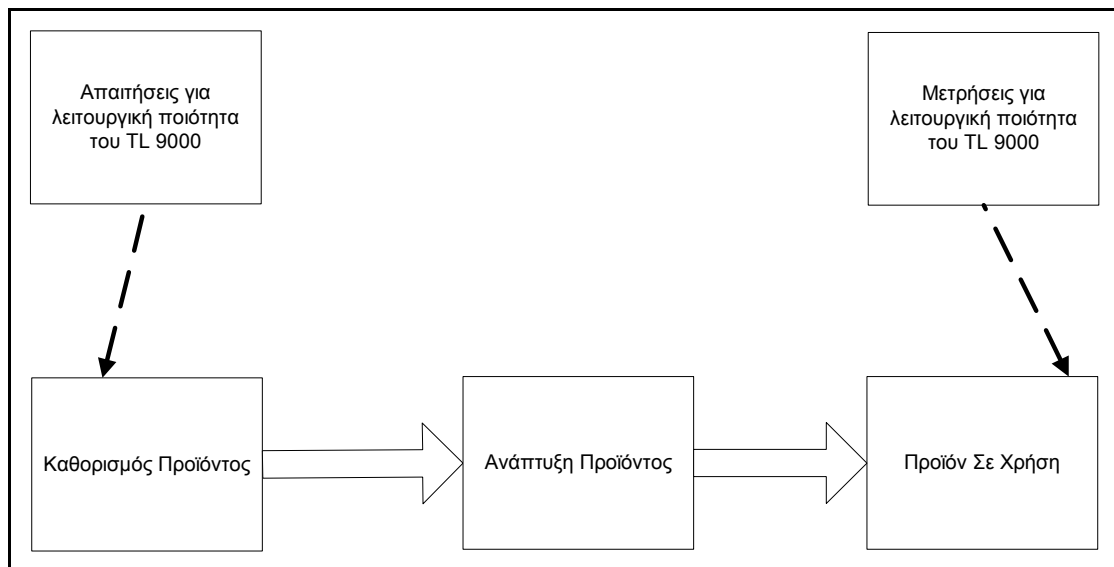 Απαιτήσεις για
λειτουργική ποιότητα
του TL 9000
Μετρήσεις για
λειτουργική ποιότητα
του TL 9000
Καθορισμός Προϊόντος
Ανάπτυξη Προϊόντος
Προϊόν Σε Χρήση